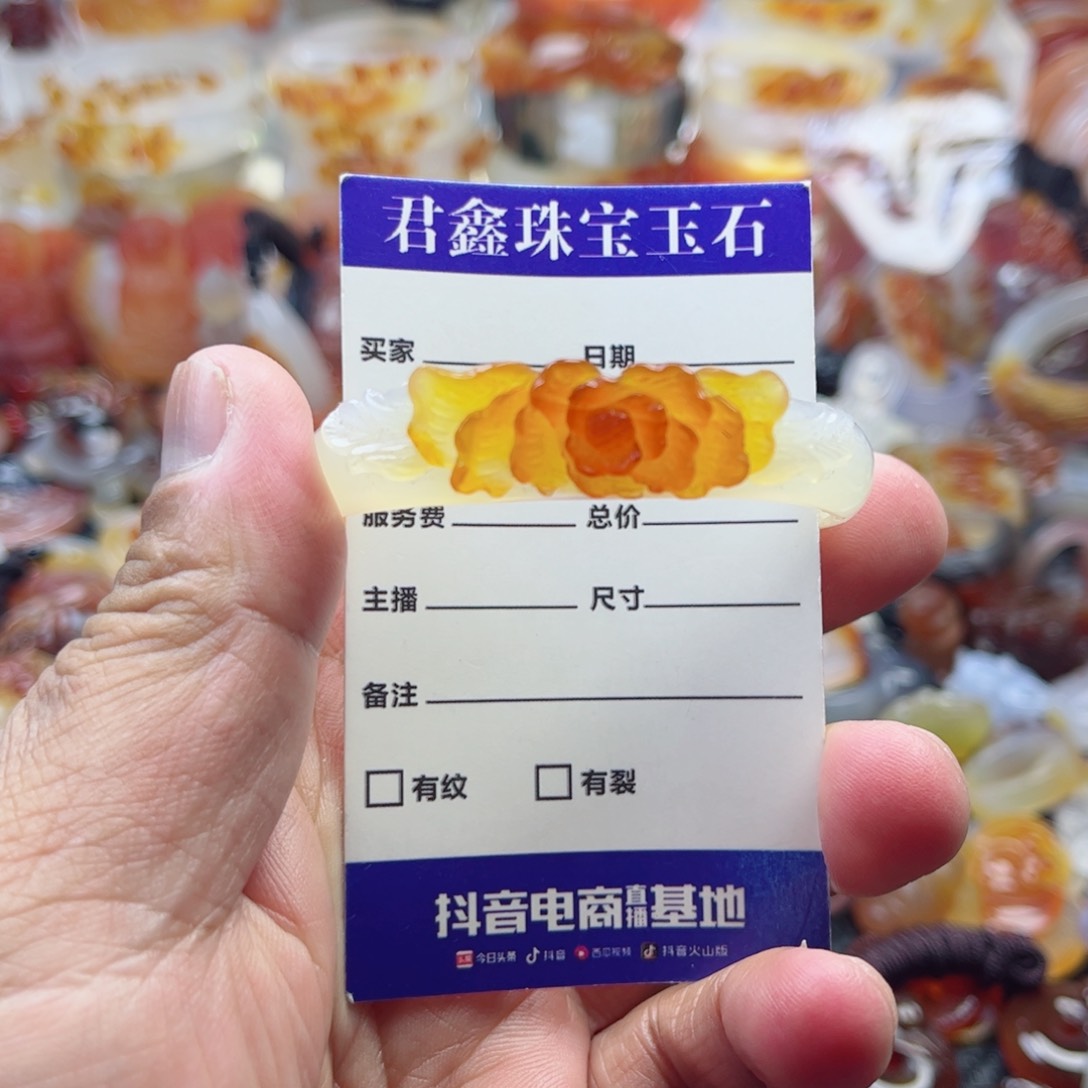 君鑫珠宝玉石
买家 日期
服务费 总价
主播 尺寸
备注
有纹 有裂
抖音电商直播基地
今日头条 抖音 西瓜视频 抖音火山版